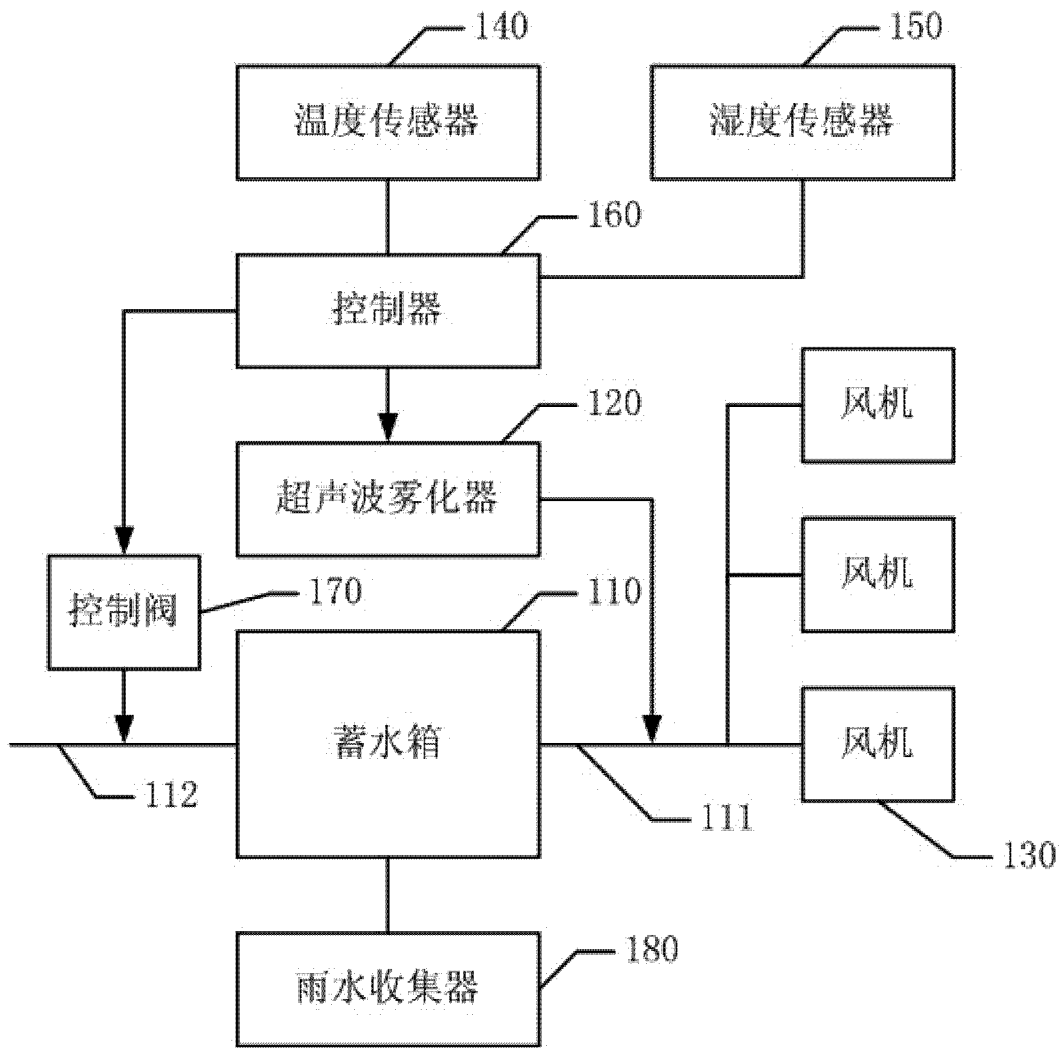 140
150
温度传感器
湿度传感器
160
控制器
120
风机
超声波雾化器
风机
170
110
控制阀
蓄水箱
风机
112
111
130
180
雨水收集器